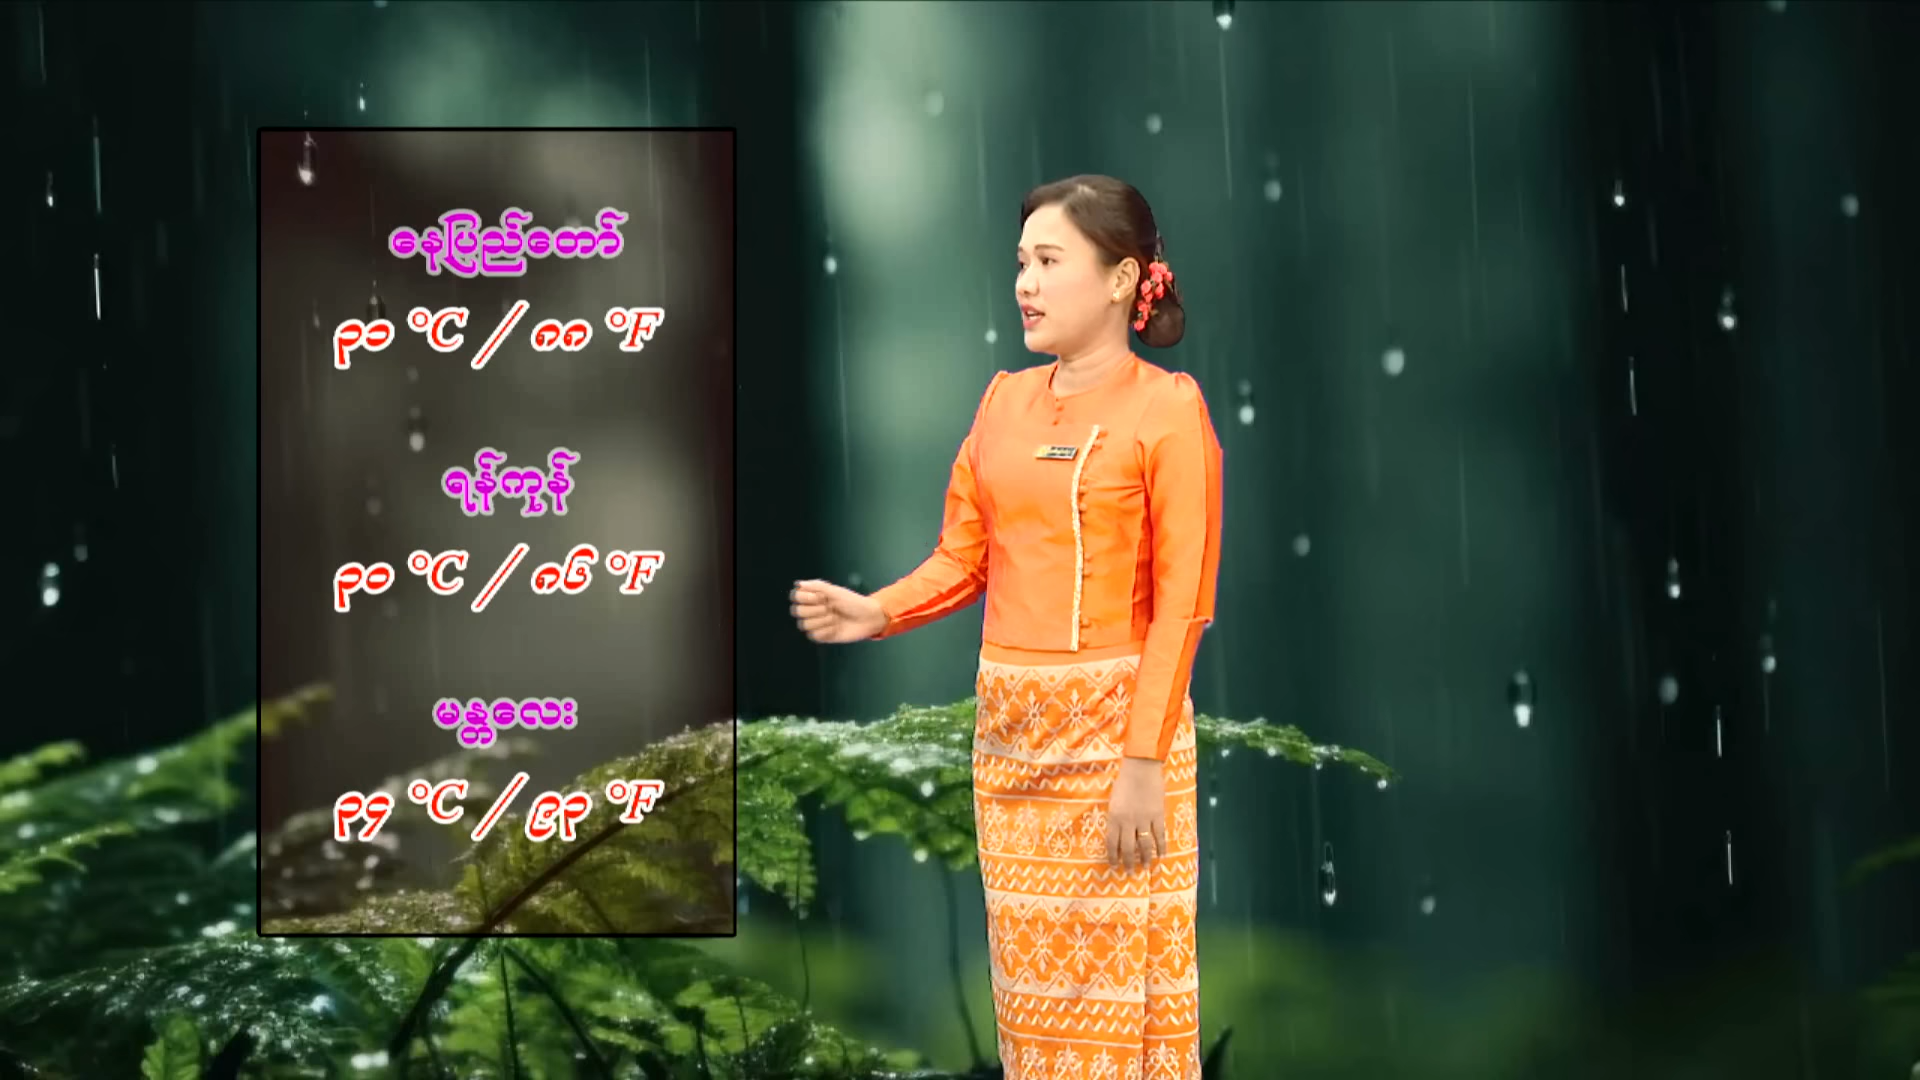 နေပြည်တော်
၃၁ °C / ၈၈ °F
ရန်ကုန်
၃၀ °C / ၈၆ °F
မန္တလေး
၃၄ °C / ၉၃ °F